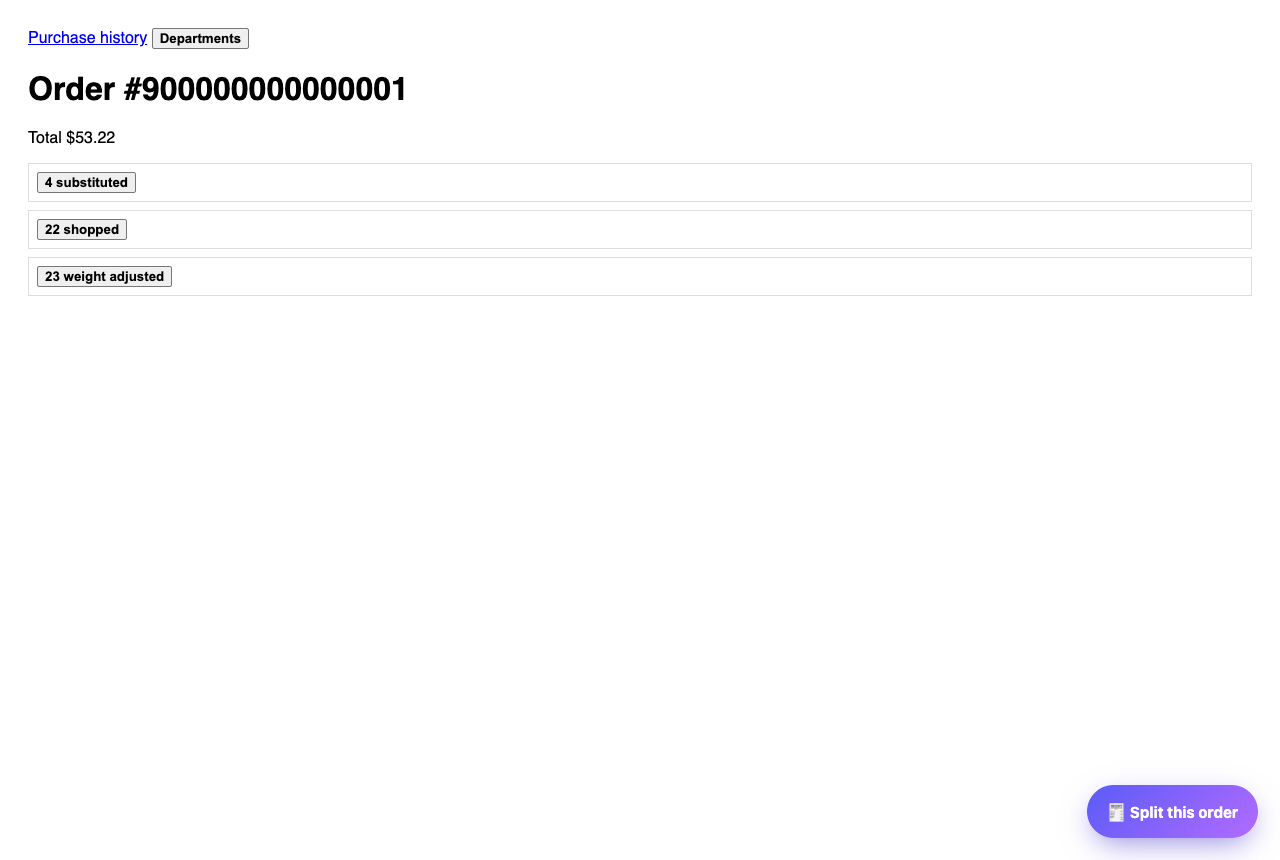 Purchase history Departments
Order #900000000000001
Total $53.22
4 substituted
22 shopped
23 weight adjusted
🧾 Split this order